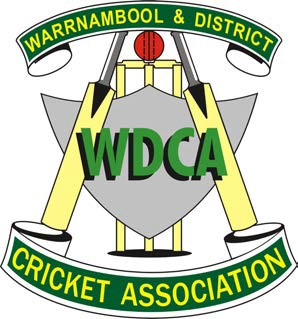 WARRNAMBOOL & DISTRICT
WDCA
CRICKET ASSOCIATION